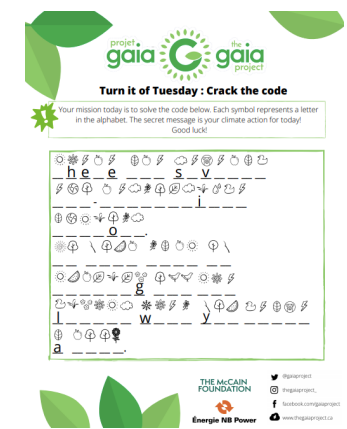 projet
gaia
the
gaia
project
Turn it of Tuesday : Crack the code
Your mission today is to solve the code below. Each symbol represents a letter
in the alphabet. The secret message is your climate action for today!
Good luck!
h e e s v
- i
o .
g
l w y
a .
THE McCAIN
FOUNDATION
Énergie NB Power
@gaiaproject
thegaiaproject_
facebook.com/gaiaproject
www.thegaiaproject.ca